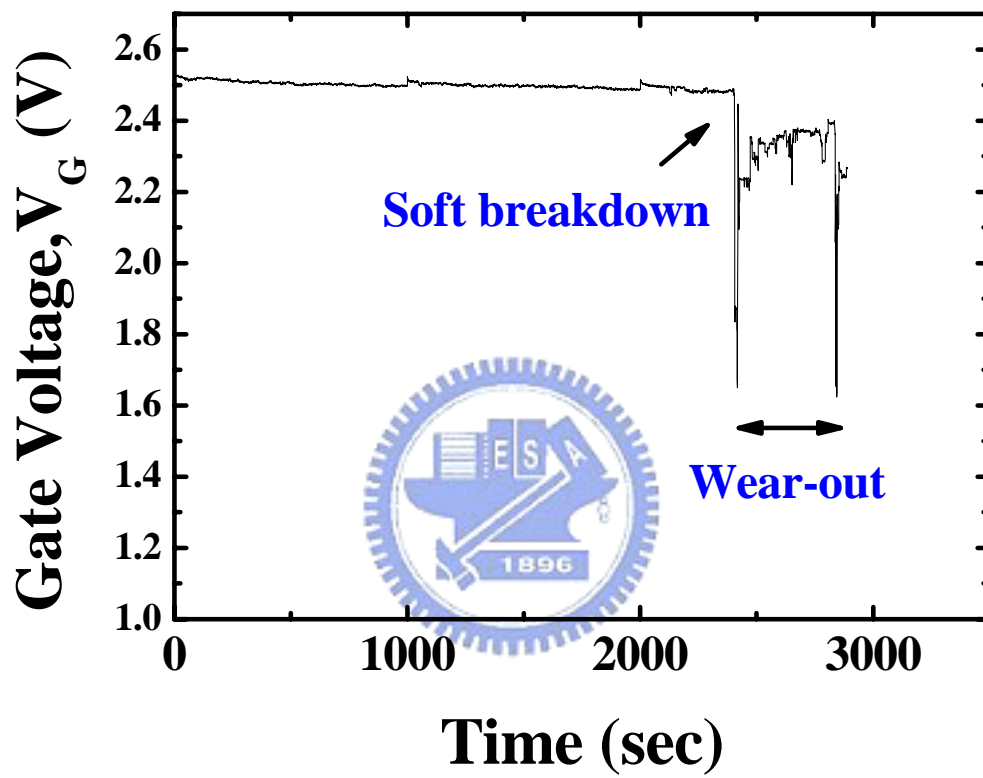 Gate Voltage, V_G (V)
2.6
2.4
2.2
2.0
1.8
1.6
1.4
1.2
1.0
Soft breakdown
Wear-out
E S A
1896
0 1000 2000 3000
Time (sec)